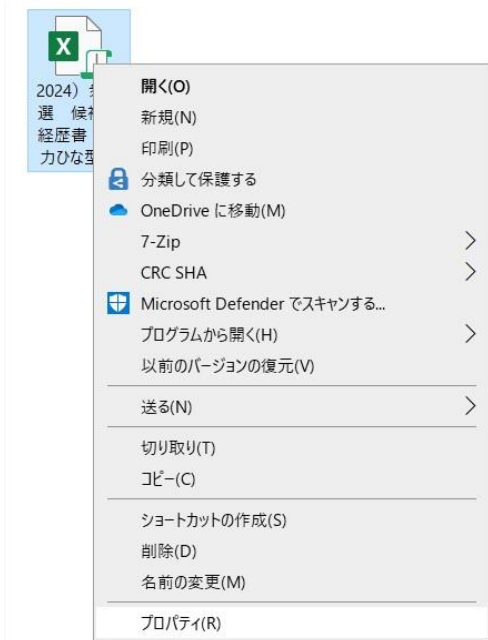 2024)
選 候
経歴書
力ひな型
開く(O)
新規(N)
印刷(P)
分類して保護する
OneDrive に移動(M)
7-Zip
CRC SHA
Microsoft Defender でスキャンする...
プログラムから開く(H)
以前のバージョンの復元(V)
送る(N)
切り取り(T)
コピー(C)
ショートカットの作成(S)
削除(D)
名前の変更(M)
プロパティ(R)